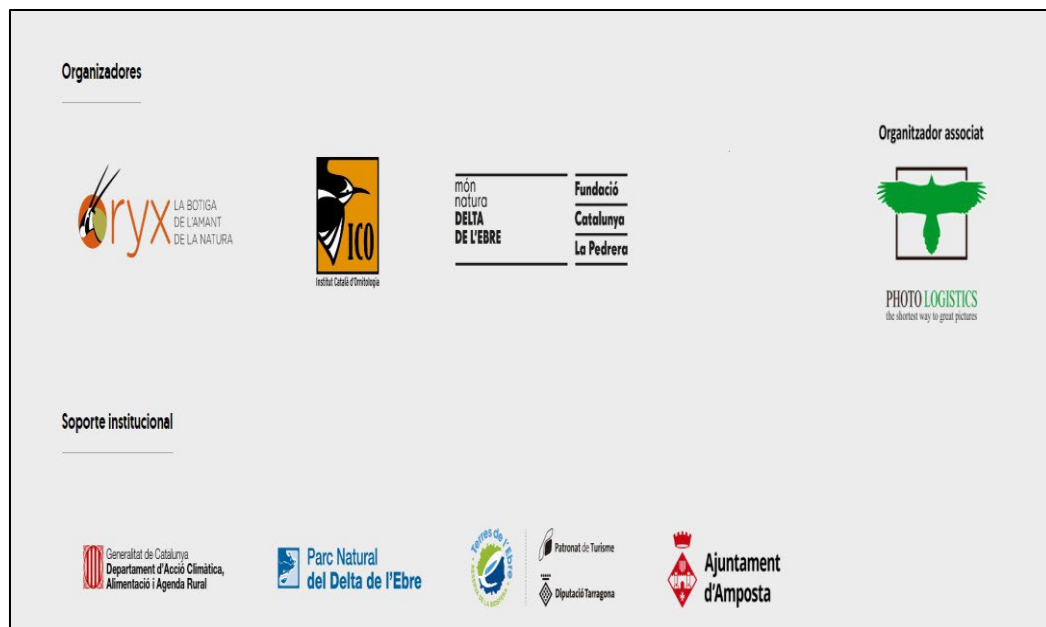 Organizadores
Organitzador associat
Oryx
LA BOTIGA
DE L'AMANT
DE LA NATURA
ICO
Institut Català d'Ornitologia
món
natura
DELTA
DE L'EBRE
Fundació
Catalunya
La Pedrera
PHOTO LOGISTICS
the shortest way to great pictures
Soporte institucional
Generalitat de Catalunya
Departament d'Acció Climàtica,
Alimentació i Agenda Rural
Parc Natural
del Delta de l'Ebre
Terres de l'Ebre
Patronat de Turisme
Diputació Tarragona
Ajuntament
d'Amposta